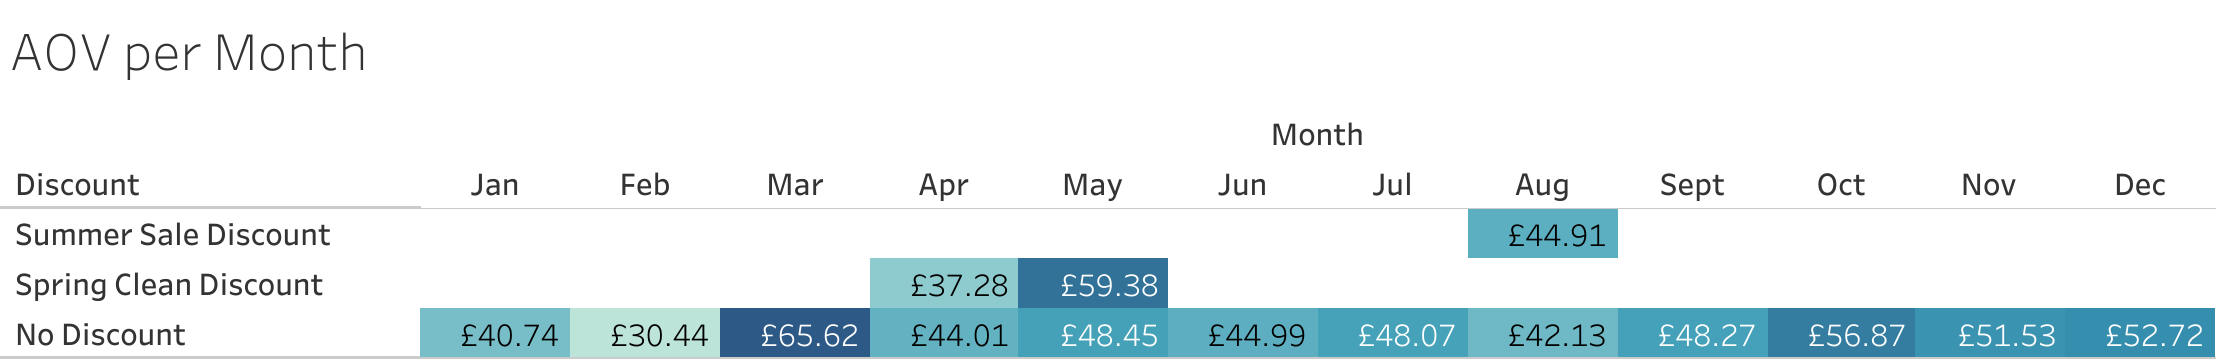 AOV per Month
Month
Discount Jan Feb Mar Apr May Jun Jul Aug Sept Oct Nov Dec
Summer Sale Discount £44.91
Spring Clean Discount £37.28 £59.38
No Discount £40.74 £30.44 £65.62 £44.01 £48.45 £44.99 £48.07 £42.13 £48.27 £56.87 £51.53 £52.72